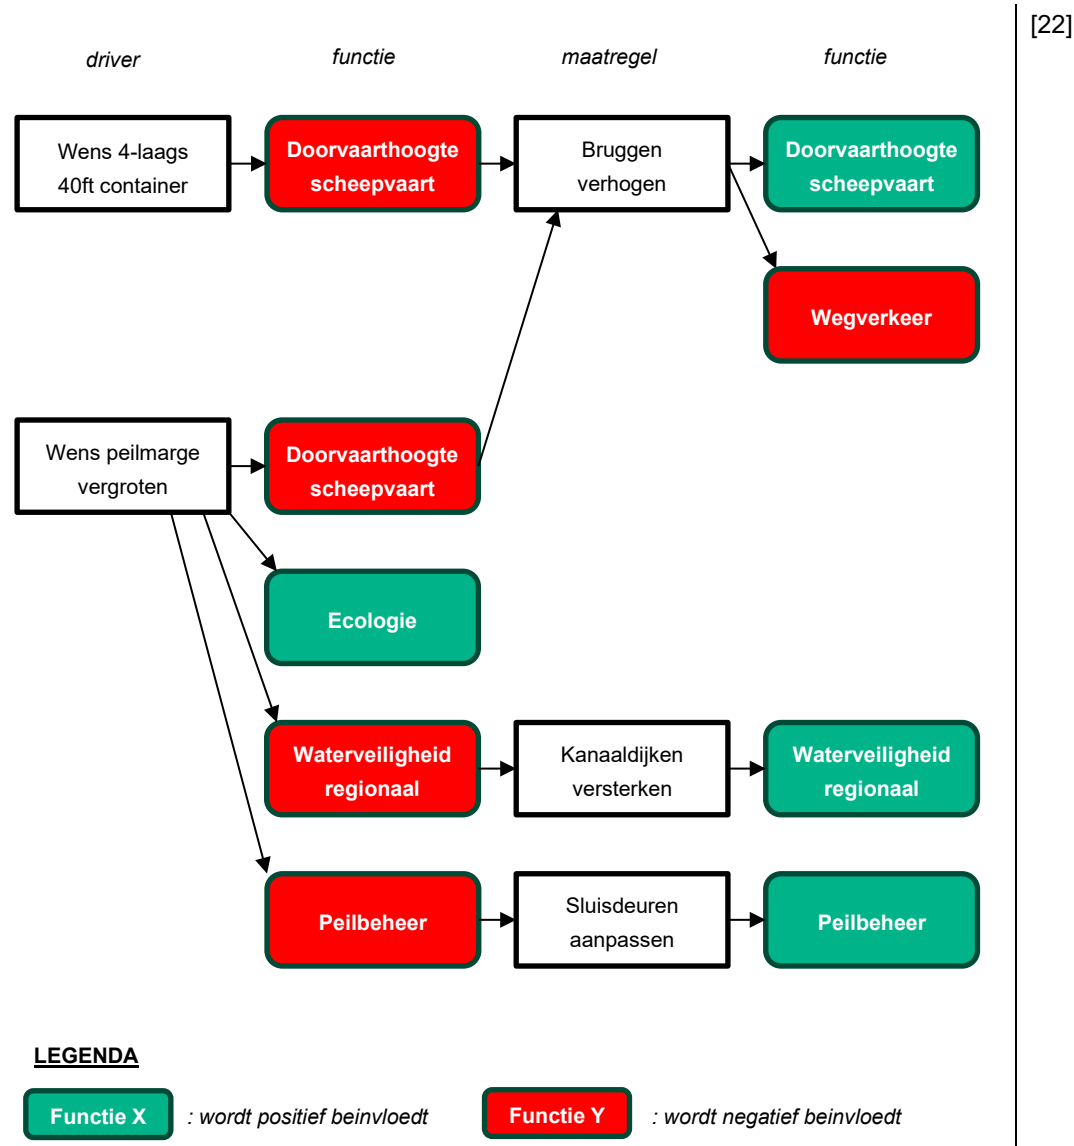 [22]
driver
functie
maatregel
functie
Wens 4-laags
40ft container
Doorvaarthoogte
scheepvaart
Bruggen
verhogen
Doorvaarthoogte
scheepvaart
Wegverkeer
Wens peilmarge
vergroten
Doorvaarthoogte
scheepvaart
Ecologie
Waterveiligheid
regionaal
Kanaaldijken
versterken
Waterveiligheid
regionaal
Peilbeheer
Sluisdeuren
aanpassen
Peilbeheer
LEGENDA
Functie X : wordt positief beinvloedt
Functie Y : wordt negatief beinvloedt